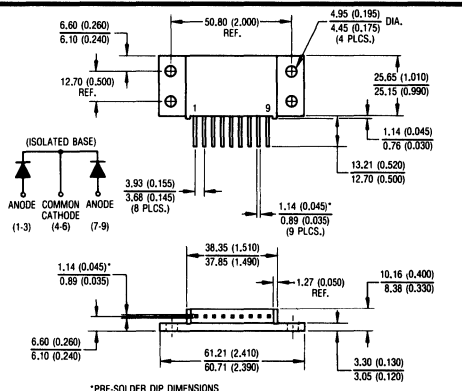 6.60 (0.260)
6.10 (0.240)
50.80 (2.000)
REF.
4.95 (0.195)
4.45 (0.175)
DIA.
(4 PLCS.)
12.70 (0.500)
REF.
25.65 (1.010)
25.15 (0.990)
1 9
1.14 (0.045)
0.76 (0.030)
(ISOLATED BASE)
13.21 (0.520)
12.70 (0.500)
3.93 (0.155)
3.68 (0.145)
(8 PLCS.)
ANODE COMMON ANODE
CATHODE
(1-3) (4-6) (7-9)
1.14 (0.045)*
0.89 (0.035)
(9 PLCS.)
38.35 (1.510)
37.85 (1.490)
1.14 (0.045)*
0.89 (0.035)
1.27 (0.050)
REF.
10.16 (0.400)
8.38 (0.330)
6.60 (0.260)
6.10 (0.240)
61.21 (2.410)
60.71 (2.390)
3.30 (0.130)
3.05 (0.120)
*PRE-SOLDER DIP DIMENSIONS